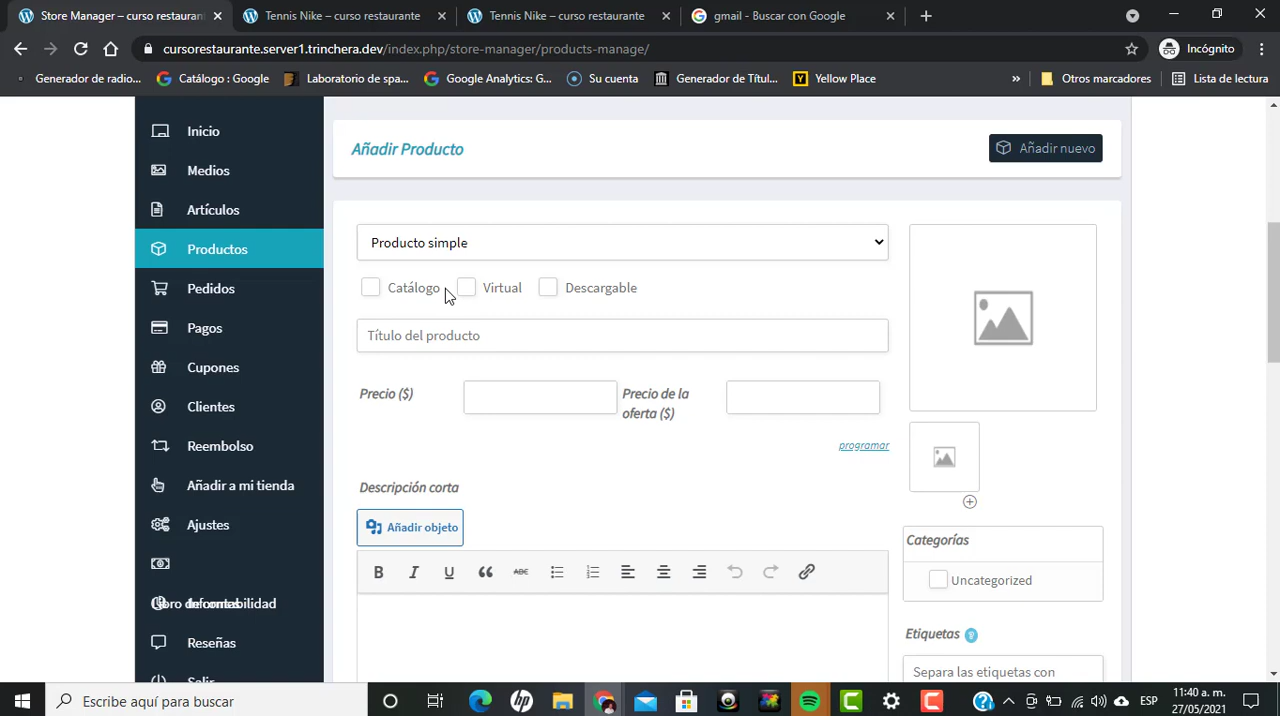 Store Manager – curso restaurant
Tennis Nike – curso restaurante
Tennis Nike – curso restaurante
gmail - Buscar con Google
cursorestaurante.server1.trinchera.dev/index.php/store-manager/products-manage/
Incógnito
Generador de radio...
Catálogo : Google
Laboratorio de spa...
Google Analytics: G...
Su cuenta
Generador de Títul...
Yellow Place
»
Otros marcadores
Lista de lectura
Inicio
Medios
Artículos
Productos
Pedidos
Pagos
Cupones
Clientes
Reembolso
Añadir a mi tienda
Ajustes
Libro de contabilidad
Reseñas
Salir
Añadir Producto
Añadir nuevo
Producto simple
Catálogo
Virtual
Descargable
Título del producto
Precio ($)
Precio de la
oferta ($)
programar
Descripción corta
Añadir objeto
B I U ABC
Categorías
Uncategorized
Etiquetas
Separa las etiquetas con
Escribe aquí para buscar
ESP
11:40 a. m.
27/05/2021